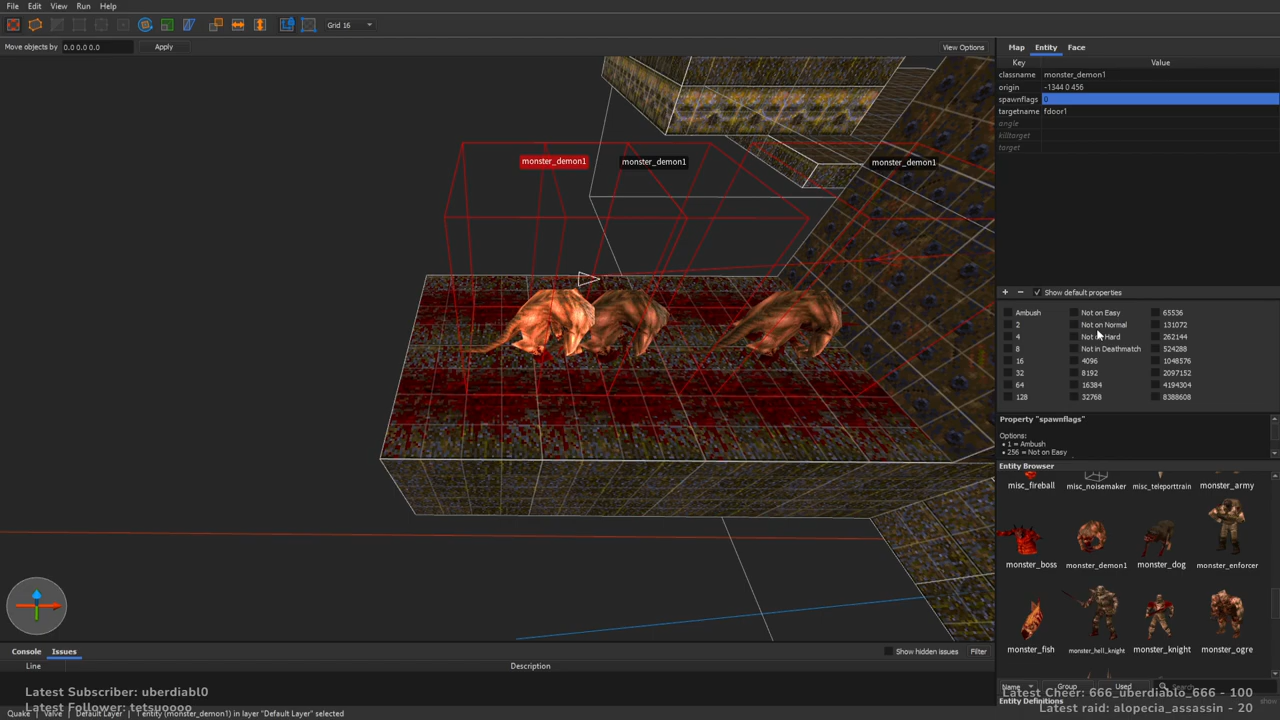 File Edit View Run Help
Grid 16
Move objects by 0.0 0.0 0.0 Apply View Options
Map Entity Face
Key Value
classname monster_demon1
origin -1344 0 456
spawnflags 0
targetname fdoor1
angle
killtarget
target
monster_demon1 monster_demon1 monster_demon1
+ - Show default properties
Ambush Not on Easy 65536
2 Not on Normal 131072
4 Hard 262144
8 Not in Deathmatch 524288
16 4096 1048576
32 8192 2097152
64 16384 4194304
128 32768 8388608
Property "spawnflags"
Options:
• 1 = Ambush
• 256 = Not on Easy
Entity Browser
misc_fireball misc_noisemaker misc_teleporttrain monster_army
monster_boss monster_demon1 monster_dog monster_enforcer
monster_fish monster_hell_knight monster_knight monster_ogre
Name Group Used Search
Entity Definitions
Console Issues Show hidden issues Filter
Line Description
Latest Subscriber: uberdiabl0
Latest Follower: tetsuoooo
Latest Cheer: 666_uberdiablo_666 - 100
Latest raid: alopecia_assassin - 20
Quake Valve Default Layer 1 entity (monster_demon1) in layer "Default Layer" selected